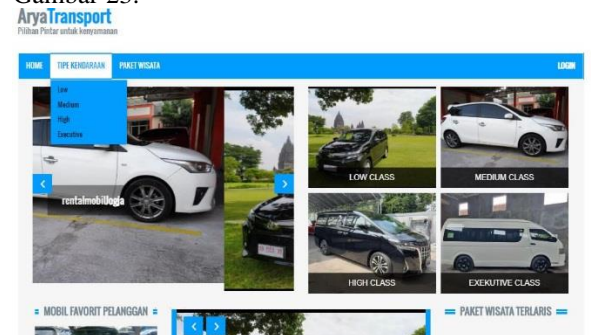 Gambar 25.
AryaTransport
Pilihan Pintar untuk kenyamanan
HOME TIPE KENDARAAN PAKET WISATA LOGIN
Low
Medium
High
Executive
rentalmobilJogja
LOW CLASS
MEDIUM CLASS
HIGH CLASS
EXEKUTIVE CLASS
MOBIL FAVORIT PELANGGAN
PAKET WISATA TERLARIS